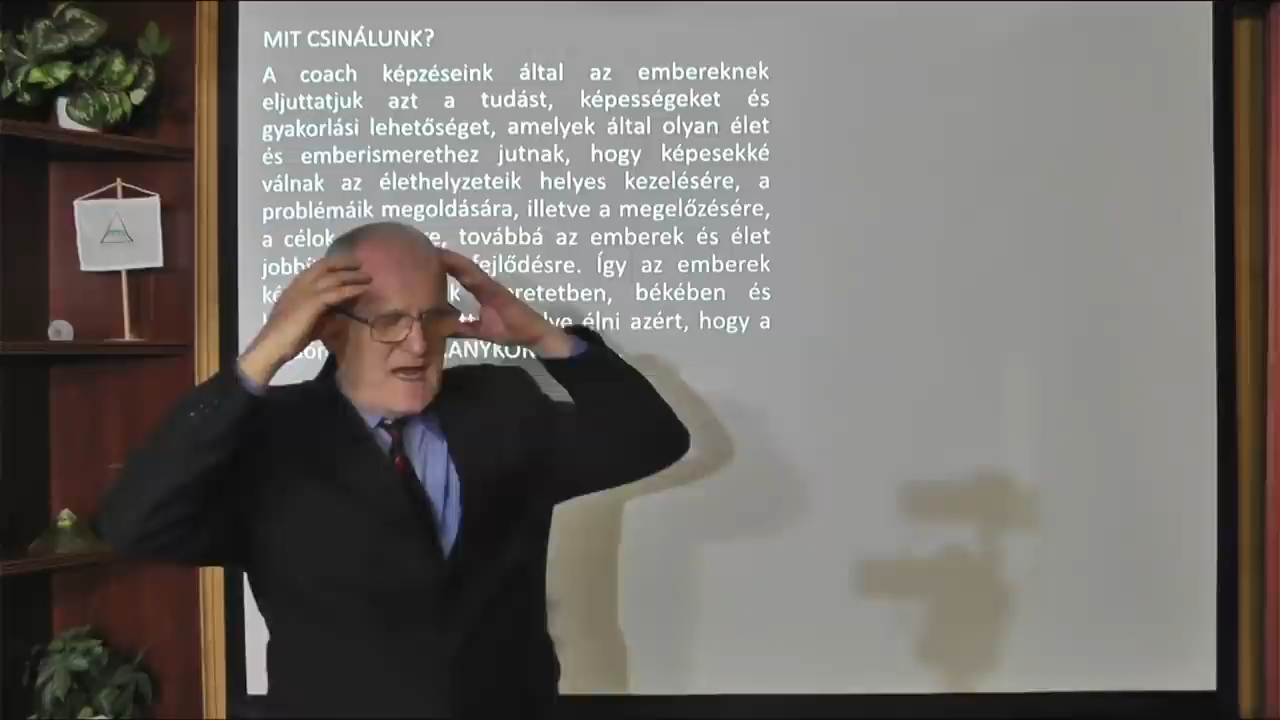 MIT CSINÁLUNK?
A coach képzéseink által az embereknek
eljuttatjuk azt a tudást, képességeket és
gyakorlási lehetőséget, amelyek által olyan élet
és emberismerethez jutnak, hogy képesekké
válnak az élethelyzeteik helyes kezelésére, a
problémáik megoldására, illetve a megelőzésére,
a célok továbbá az emberek és élet
fejlődésre. Így az emberek
békében és
élni azért, hogy a